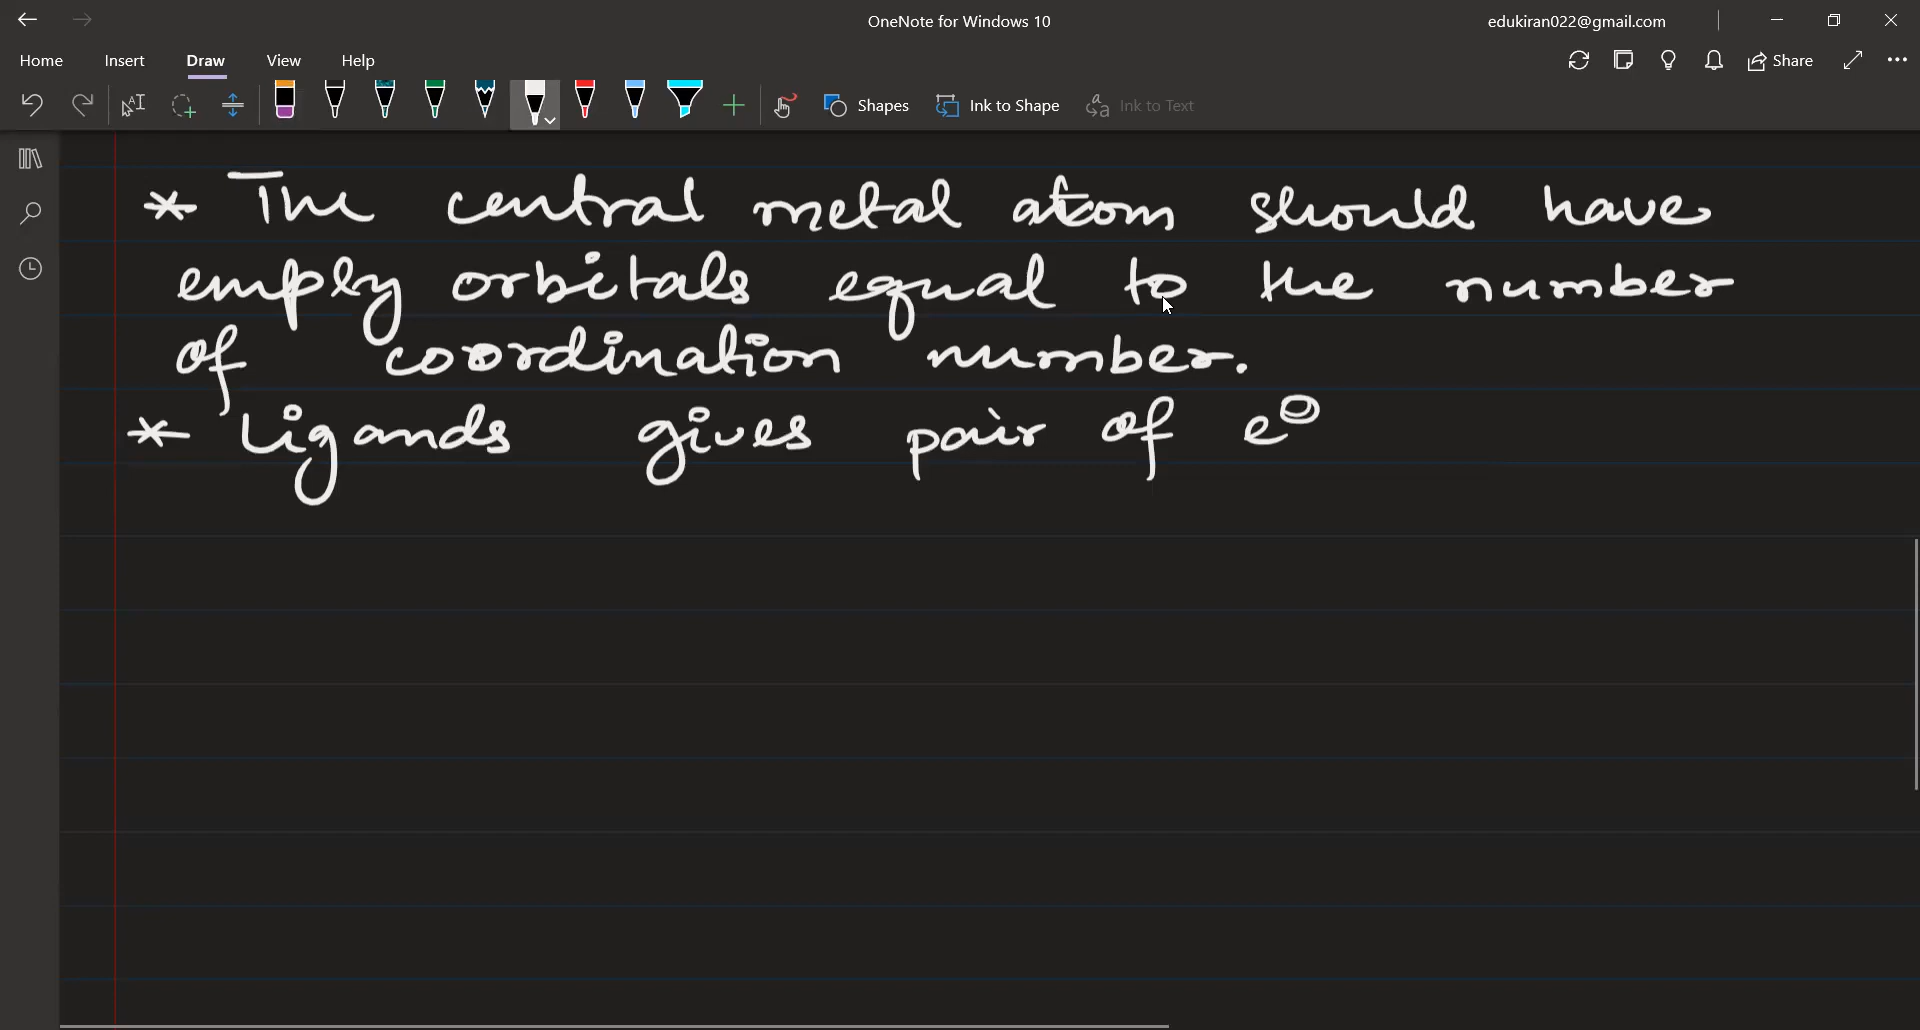 OneNote for Windows 10
edukiran022@gmail.com
Home Insert Draw View Help
Share
Shapes Ink to Shape Ink to Text
* The central metal atom should have
empty orbitals equal to the number
of coordination number.
* Ligands gives pair of e⊖